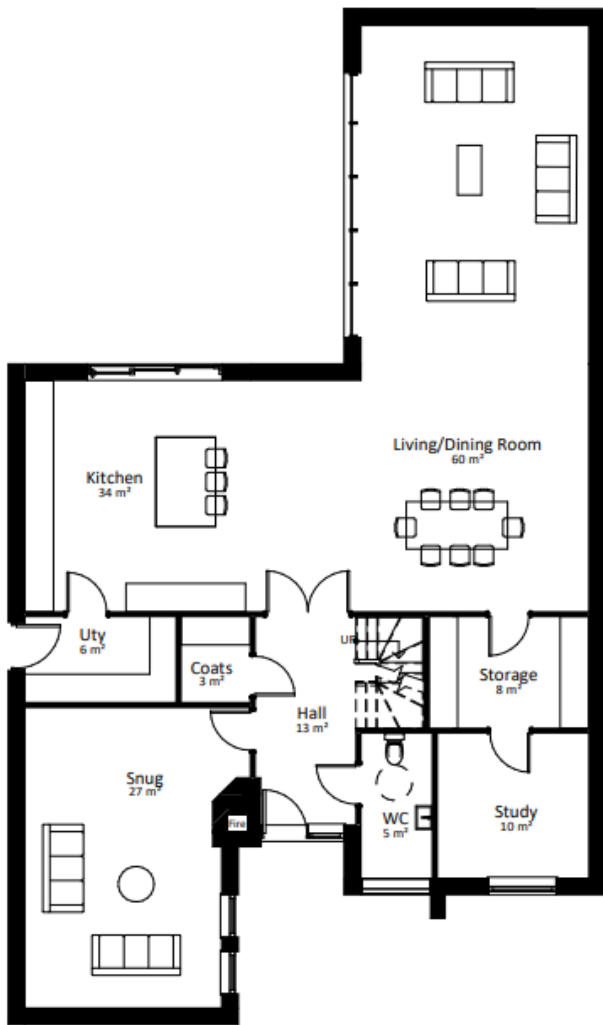 Living/Dining Room
60 m²
Kitchen
34 m²
Uty
6 m²
Coats
3 m²
UP
Storage
8 m²
Hall
13 m²
Snug
27 m²
Fire
WC
5 m²
Study
10 m²